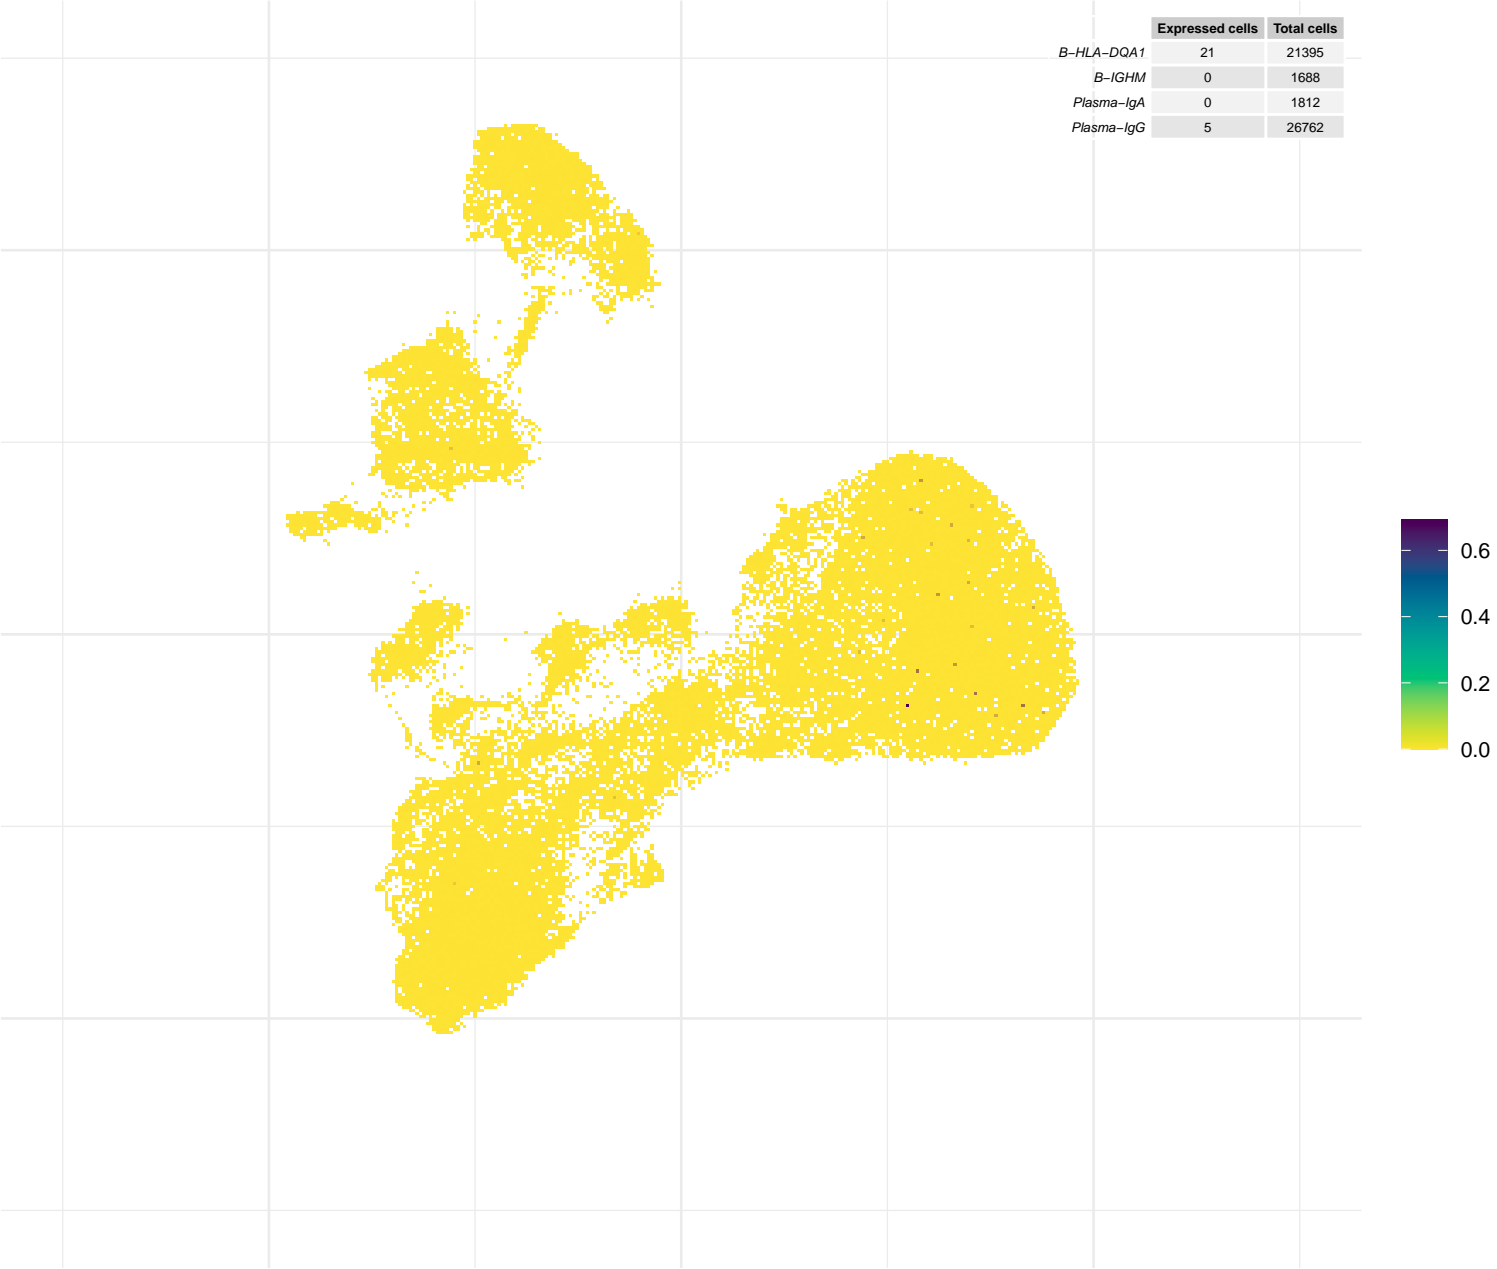 Expressed cells Total cells
B−HLA−DQA1 21 21395
B−IGHM 0 1688
Plasma−IgA 0 1812
Plasma−IgG 5 26762
0.6
0.4
0.2
0.0